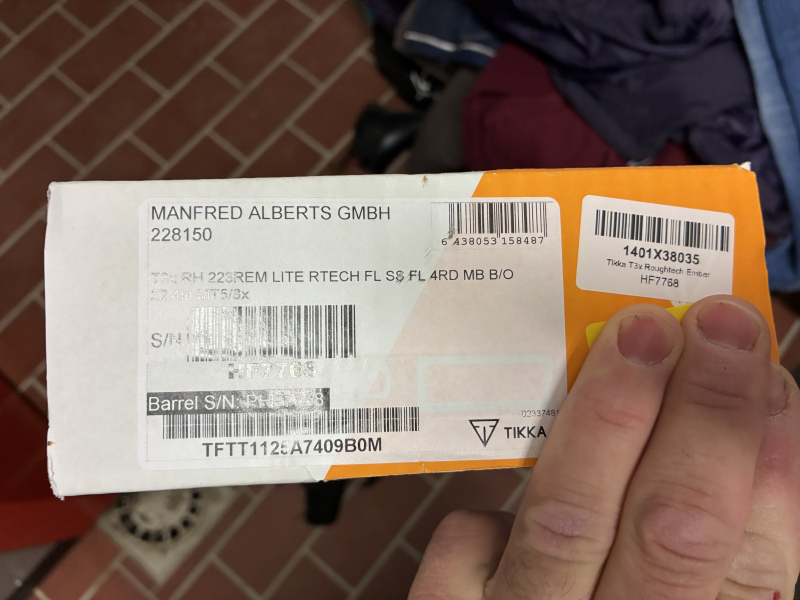 MANFRED ALBERTS GMBH
228150
6 438053 158487
RH 223REM LITE RTECH FL SS FL 4RD MB B/O
S/N
HF7768
Barrel S/N:
TFTT1125A7409B0M
TIKKA
1401X38035
Tikka T3x Roughtech Ember
HF7768